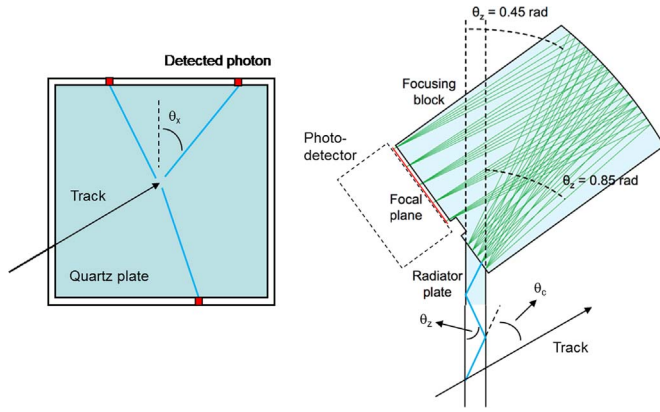 Detected photon
θx
Track
Quartz plate
θz = 0.45 rad
Focusing
block
Photo-
detector
θz = 0.85 rad
Focal
plane
Radiator
plate
θc
θz
Track